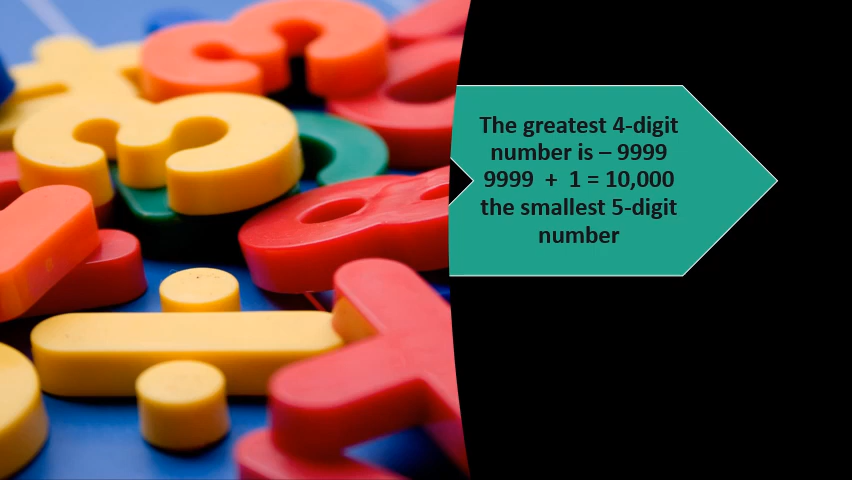 The greatest 4-digit
number is – 9999
9999 + 1 = 10,000
the smallest 5-digit
number